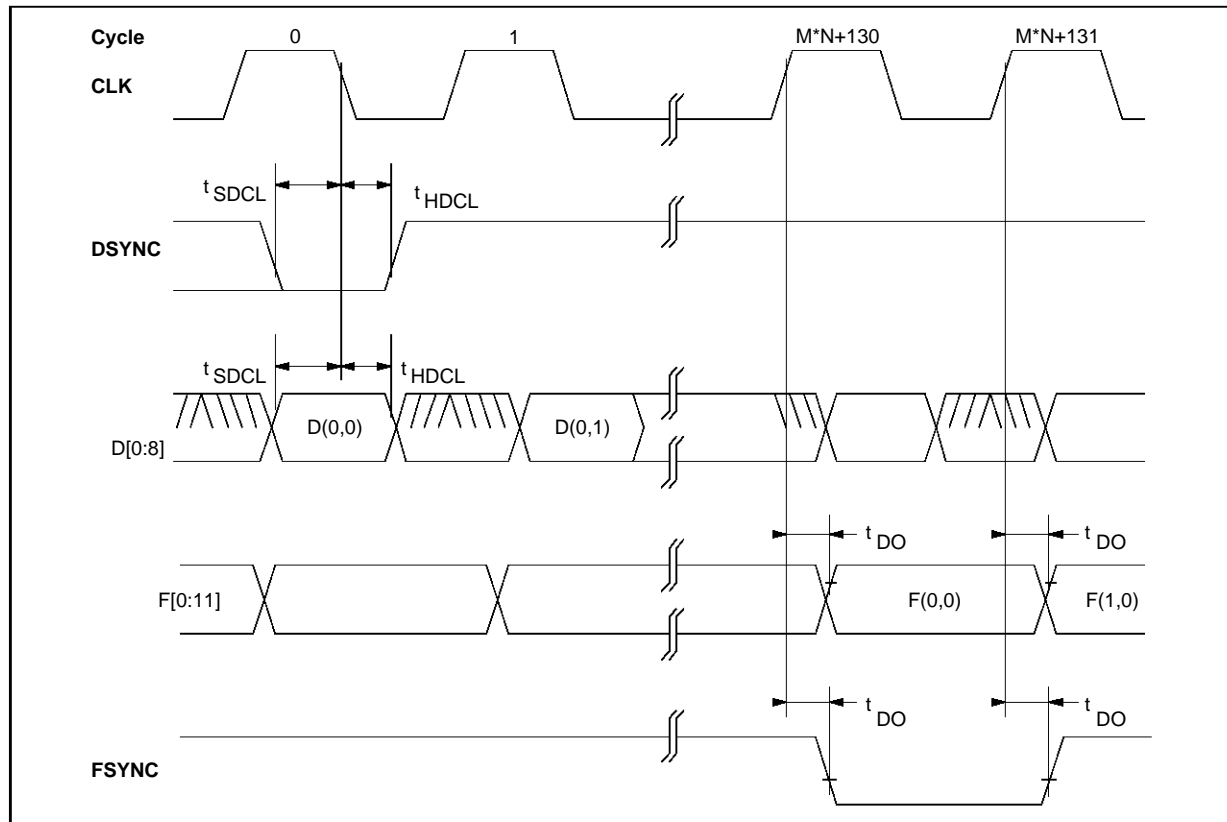 Cycle 0 1 M*N+130 M*N+131
CLK
t SDCL t HDCL
DSYNC
t SDCL t HDCL
D(0,0) D(0,1)
D[0:8]
t DO t DO
F[0:11] F(0,0) F(1,0)
t DO t DO
FSYNC